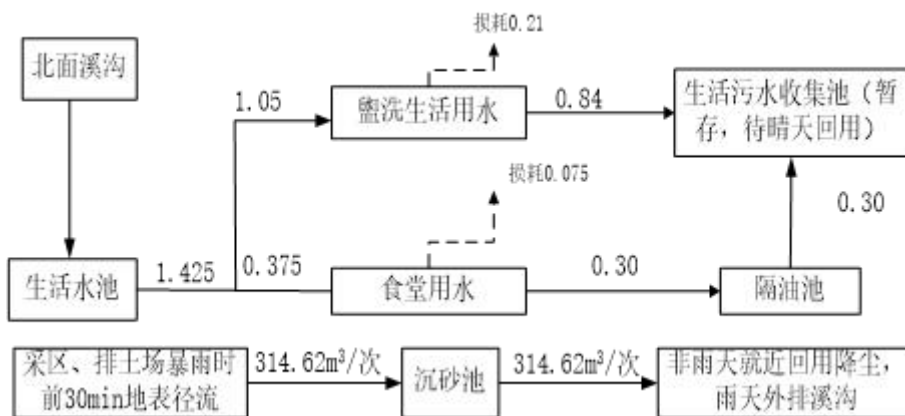 损耗0.21
北面溪沟
1.05
盥洗生活用水
0.84
生活污水收集池（暂
存，待晴天回用）
损耗0.075
0.30
生活水池
1.425
0.375
食堂用水
0.30
隔油池
采区、排土场暴雨时
前30min地表径流
314.62m³/次
沉砂池
314.62m³/次
非雨天就近回用降尘，
雨天外排溪沟